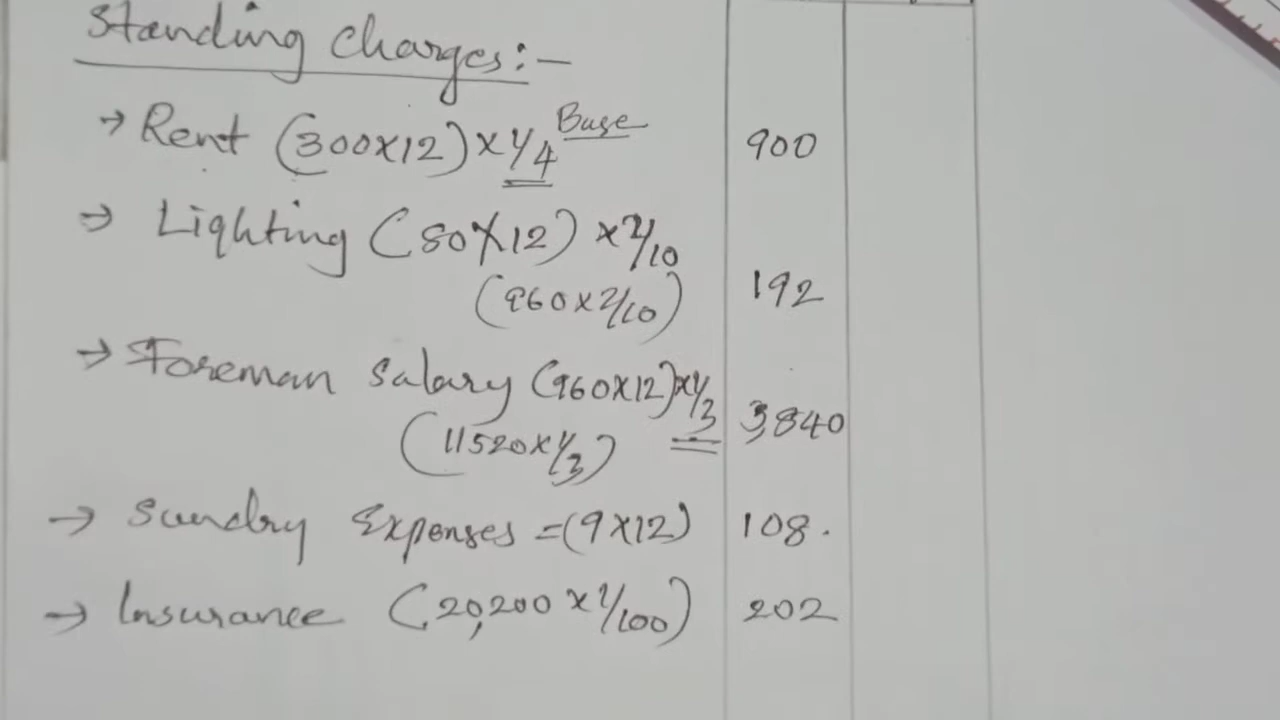 Standing Charges:-
→ Rent (300x12) x 1/4 Base 900
→ Lighting (80x12) x 2/10
(960 x 2/10) 192
→ Foreman Salary (960x12) x 1/3
(11520 x 1/3) = 3840
→ Sundry Expenses = (9x12) 108.
→ Insurance (20,200 x 1/100) 202